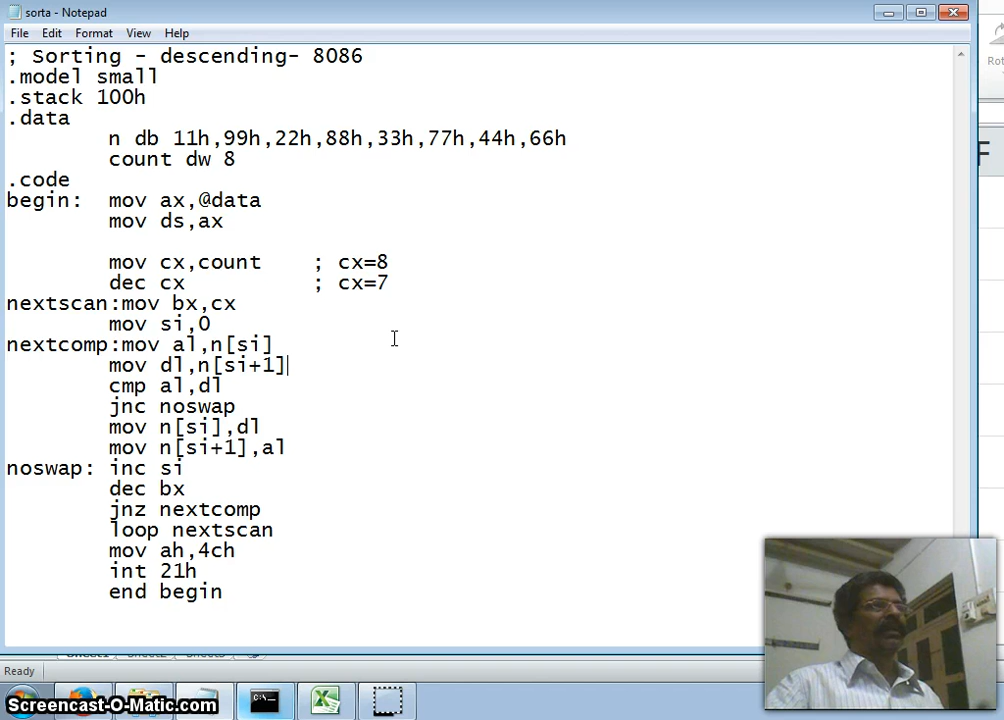 sorta - Notepad
File Edit Format View Help
; Sorting - descending- 8086
.model small
.stack 100h
.data
n db 11h,99h,22h,88h,33h,77h,44h,66h
count dw 8
.code
begin: mov ax,@data
mov ds,ax
mov cx,count ; cx=8
dec cx ; cx=7
nextscan:mov bx,cx
mov si,0
nextcomp:mov al,n[si]
mov dl,n[si+1]
cmp al,dl
jnc noswap
mov n[si],dl
mov n[si+1],al
noswap: inc si
dec bx
jnz nextcomp
loop nextscan
mov ah,4ch
int 21h
end begin
Rot
F
Ready
C:\
Screencast-O-Matic.com